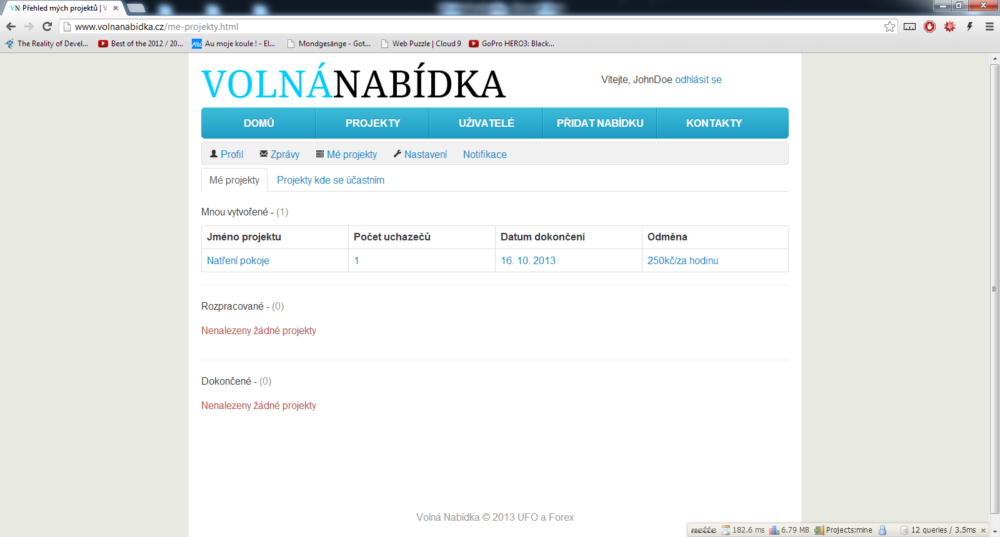 VN Přehled mých projektů | V
www.volnanabidka.cz/me-projekty.html
The Reality of Devel... Best of the 2012 / 20... Au moje koule ! - El... Mondgesänge - Got... Web Puzzle | Cloud 9 GoPro HERO3: Black...
VOLNÁNABÍDKA
Vítejte, JohnDoe odhlásit se
DOMŮ PROJEKTY UŽIVATELÉ PŘIDAT NABÍDKU KONTAKTY
Profil Zprávy Mé projekty Nastavení Notifikace
Mé projekty Projekty kde se účastním
Mnou vytvořené - (1)
Jméno projektu Počet uchazečů Datum dokončení Odměna
Natření pokoje 1 16. 10. 2013 250kč/za hodinu
Rozpracované - (0)
Nenalezeny žádné projekty
Dokončené - (0)
Nenalezeny žádné projekty
Volná Nabídka © 2013 UFO a Forex
nette 182.6 ms 6.79 MB Projects:mine 12 queries / 3.5ms ×